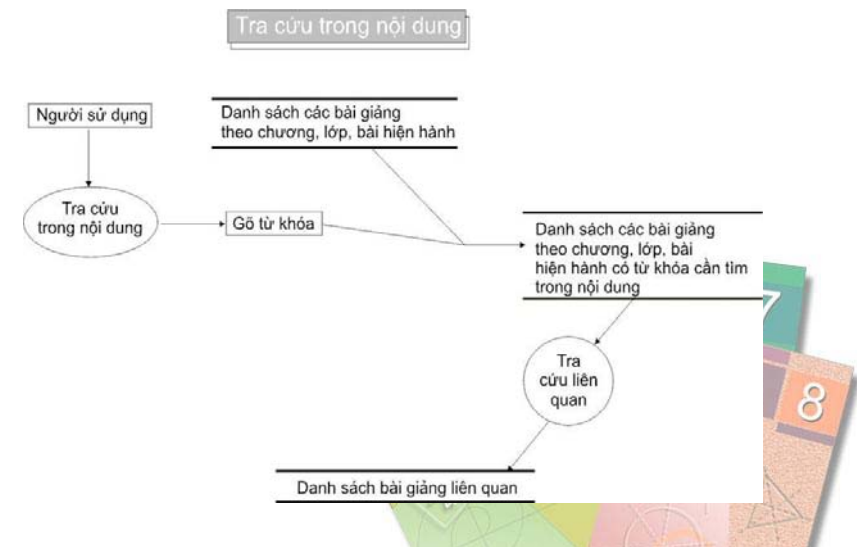 Tra cứu trong nội dung
Người sử dụng
Danh sách các bài giảng
theo chương, lớp, bài hiện hành
Tra cứu
trong nội dung
Gõ từ khóa
Danh sách các bài giảng
theo chương, lớp, bài
hiện hành có từ khóa cần tìm
trong nội dung
7
Tra
cứu liên
quan
8
Danh sách bài giảng liên quan